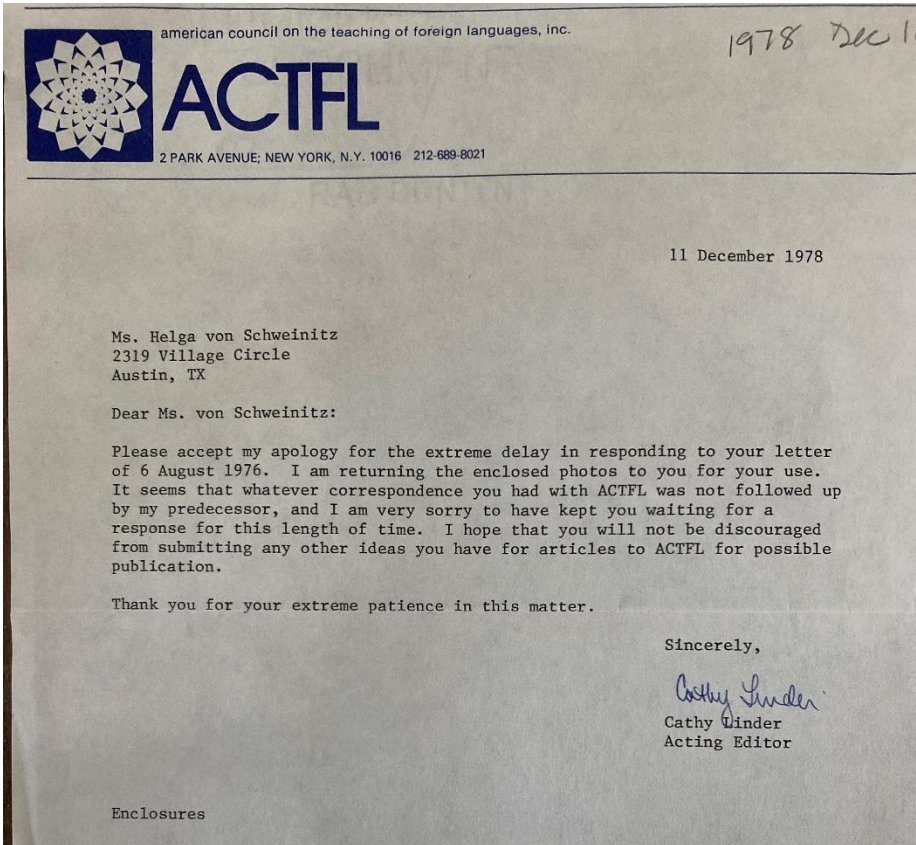 american council on the teaching of foreign languages, inc.
1978 Dec
ACTFL
2 PARK AVENUE; NEW YORK, N.Y. 10016 212-689-8021
11 December 1978
Ms. Helga von Schweinitz
2319 Village Circle
Austin, TX
Dear Ms. von Schweinitz:
Please accept my apology for the extreme delay in responding to your letter
of 6 August 1976. I am returning the enclosed photos to you for your use.
It seems that whatever correspondence you had with ACTFL was not followed up
by my predecessor, and I am very sorry to have kept you waiting for a
response for this length of time. I hope that you will not be discouraged
from submitting any other ideas you have for articles to ACTFL for possible
publication.
Thank you for your extreme patience in this matter.
Sincerely,
Cathy Linder
Cathy Linder
Acting Editor
Enclosures